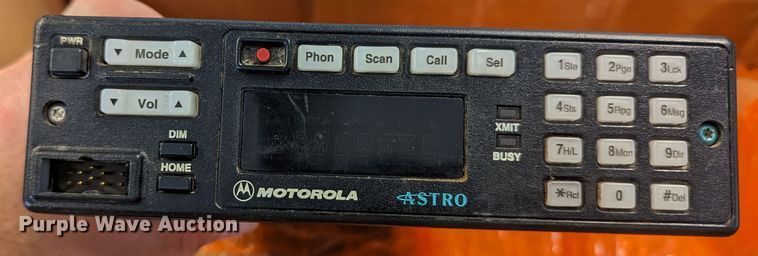 PWR
▼ Mode ▲
Phon
Scan
Call
Sel
1Ste
2Pge
3Lck
▼ Vol ▲
4Sts
5Rpg
6Msg
XMIT
DIM
BUSY
7H/L
8Mon
9Dir
HOME
MOTOROLA
ASTRO
*Rcl
0
#Del
Purple Wave Auction